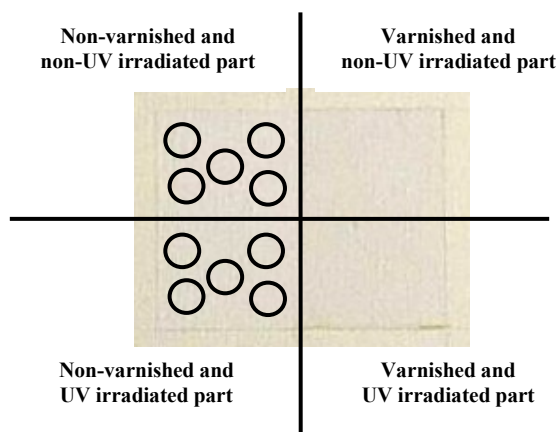 Non-varnished and
non-UV irradiated part
Varnished and
non-UV irradiated part
Non-varnished and
UV irradiated part
Varnished and
UV irradiated part